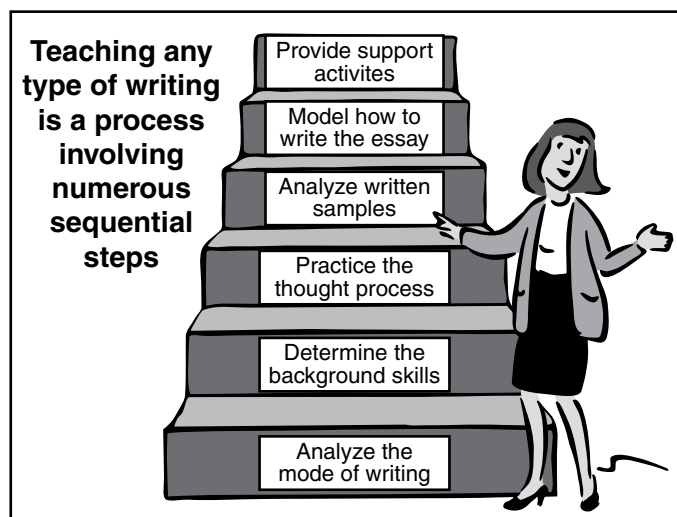 Teaching any
type of writing
is a process
involving
numerous
sequential
steps
Provide support
activites
Model how to
write the essay
Analyze written
samples
Practice the
thought process
Determine the
background skills
Analyze the
mode of writing